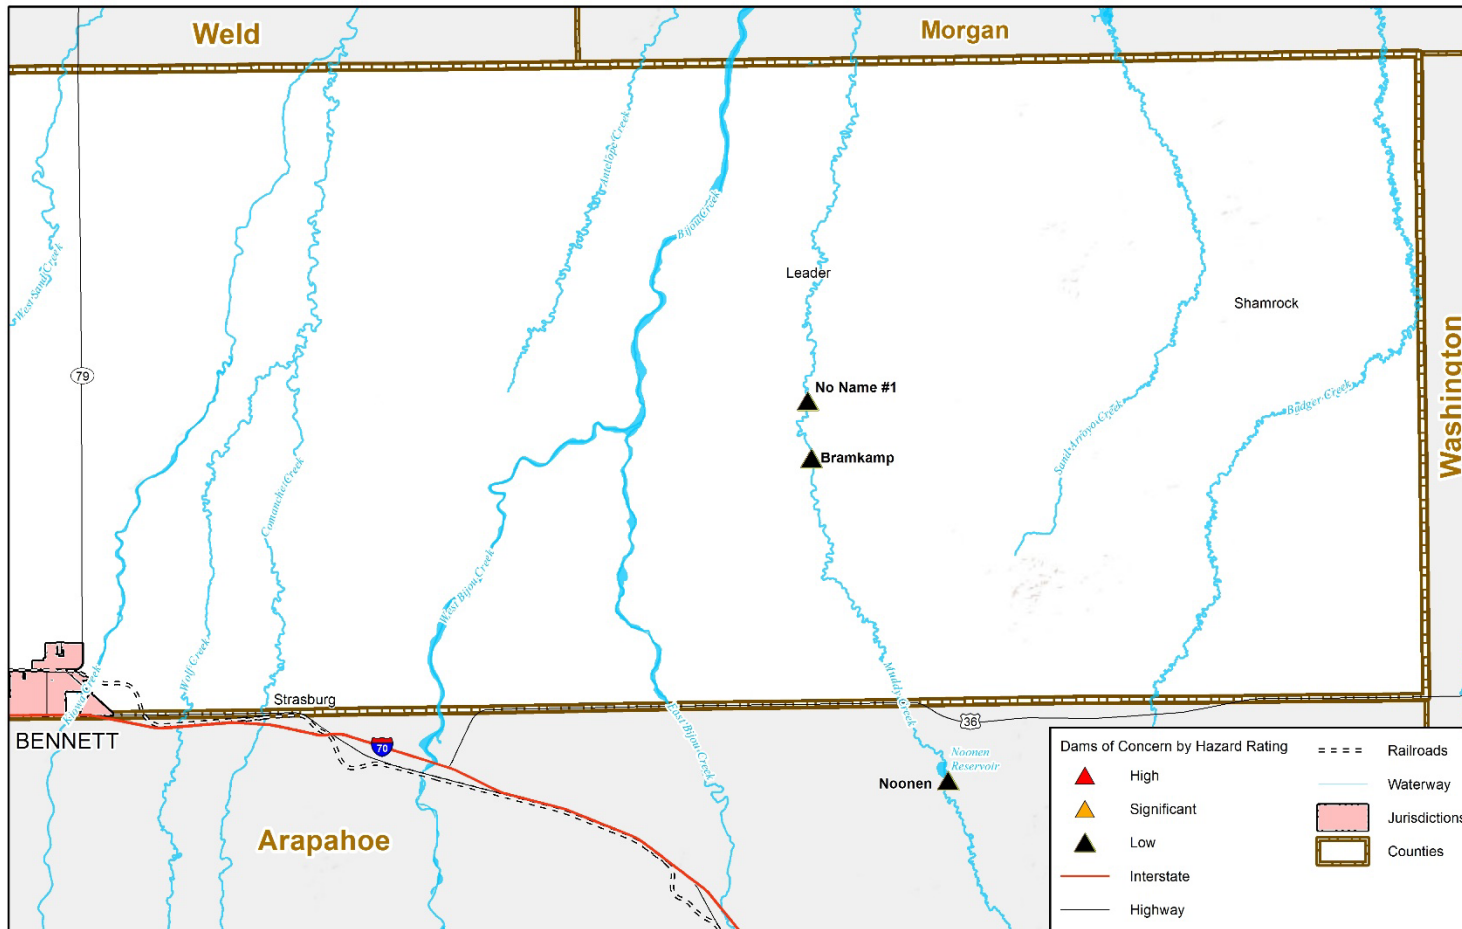 Weld
Morgan
Antelope Creek
Bijou Creek
West Sand Creek
Leader
Shamrock
Washington
79
No Name #1
Badger Creek
Sand Arroyo Creek
Bramkamp
Comanche Creek
West Bijou Creek
Wolf Creek
Kiowa Creek
Muddy Creek
Strasburg
East Bijou Creek
36
BENNETT
70
Noonen
Reservoir
Noonen
Arapahoe
Dams of Concern by Hazard Rating
High
Significant
Low
Interstate
Highway
Railroads
Waterway
Jurisdictions
Counties